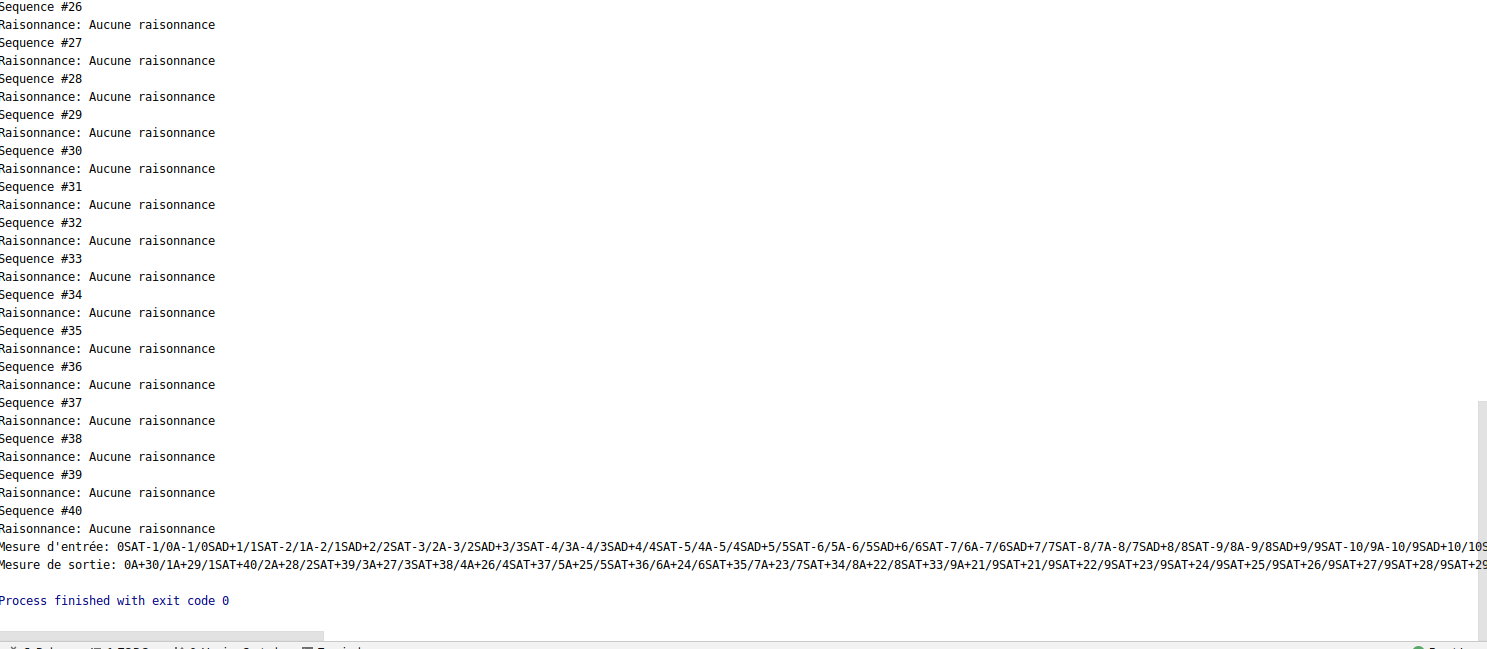 Sequence #26
Raisonnance: Aucune raisonnance
Sequence #27
Raisonnance: Aucune raisonnance
Sequence #28
Raisonnance: Aucune raisonnance
Sequence #29
Raisonnance: Aucune raisonnance
Sequence #30
Raisonnance: Aucune raisonnance
Sequence #31
Raisonnance: Aucune raisonnance
Sequence #32
Raisonnance: Aucune raisonnance
Sequence #33
Raisonnance: Aucune raisonnance
Sequence #34
Raisonnance: Aucune raisonnance
Sequence #35
Raisonnance: Aucune raisonnance
Sequence #36
Raisonnance: Aucune raisonnance
Sequence #37
Raisonnance: Aucune raisonnance
Sequence #38
Raisonnance: Aucune raisonnance
Sequence #39
Raisonnance: Aucune raisonnance
Sequence #40
Raisonnance: Aucune raisonnance
Mesure d'entrée: 0SAT-1/0A-1/0SAD+1/1SAT-2/1A-2/1SAD+2/2SAT-3/2A-3/2SAD+3/3SAT-4/3A-4/3SAD+4/4SAT-5/4A-5/4SAD+5/5SAT-6/5A-6/5SAD+6/6SAT-7/6A-7/6SAD+7/7SAT-8/7A-8/7SAD+8/8SAT-9/8A-9/8SAD+9/9SAT-10/9A-10/9SAD+10/10S
Mesure de sortie: 0A+30/1A+29/1SAT+40/2A+28/2SAT+39/3A+27/3SAT+38/4A+26/4SAT+37/5A+25/5SAT+36/6A+24/6SAT+35/7A+23/7SAT+34/8A+22/8SAT+33/9A+21/9SAT+21/9SAT+22/9SAT+23/9SAT+24/9SAT+25/9SAT+26/9SAT+27/9SAT+28/9SAT+29
Process finished with exit code 0